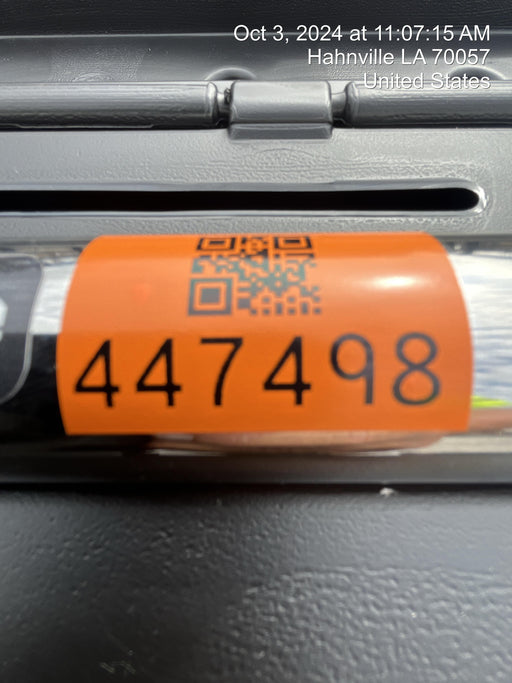 Oct 3, 2024 at 11:07:15 AM
Hahnville LA 70057
United States
447498